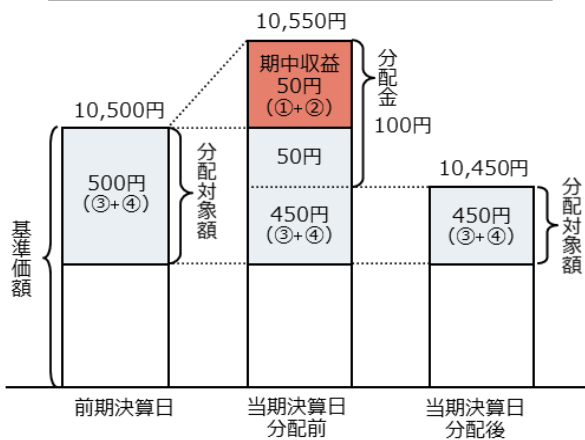 10,550円
期中収益
50円
(①+②)
分配金
100円
10,500円
500円
(③+④)
分配対象額
50円
450円
(③+④)
10,450円
450円
(③+④)
分配対象額
基準価額
前期決算日
当期決算日
分配前
当期決算日
分配後